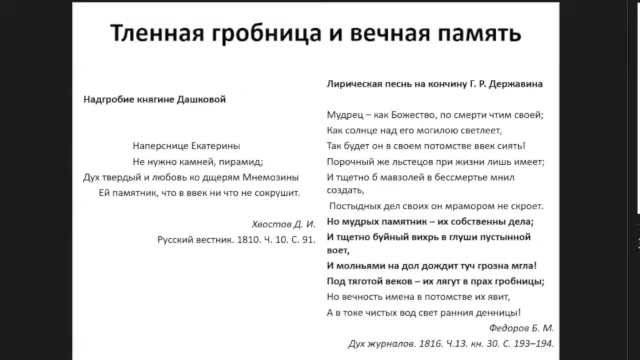 Тленная гробница и вечная память
Надгробие княгине Дашковой
Наперснице Екатерины
Не нужно камней, пирамид;
Дух твердый и любовь ко дщерям Мнемозины
Ей памятник, что в век ни что не сокрушит.
Хвостов Д. И.
Русский вестник. 1810. Ч. 10. С. 91.
Лирическая песнь на кончину Г. Р. Державина
Мудрец – как Божество, по смерти чтим своей;
Как солнце над его могилою светлеет,
Так будет он в своем потомстве ввек сиять!
Порочный же льстецов при жизни лишь имеет;
И тщетно б мавзолей в бессмертье мнил
создать,
Постыдных дел своих он мрамором не скроет.
Но мудрых памятник – их собственны дела;
И тщетно буйный вихрь в глуши пустынной
воет,
И молньями на дол дождит туч грозна мгла!
Под тяготой веков – их лягут в прах гробницы;
Но вечность имена в потомстве их явит,
А в токе чистых вод свет ранния денницы!
Федоров Б. М.
Дух журналов. 1816. Ч.13. кн. 30. С. 193–194.